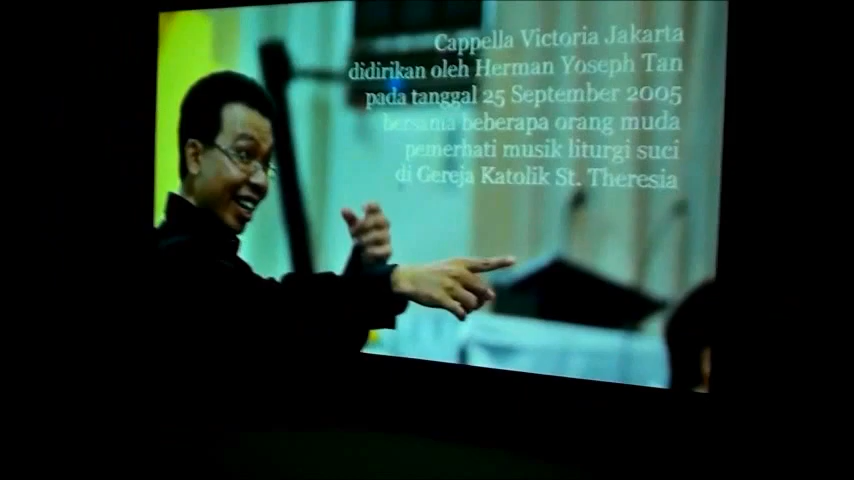 Cappella Victoria Jakarta
didirikan oleh Herman Yoseph Tan
pada tanggal 25 September 2005
bersama beberapa orang muda
pemerhati musik liturgi suci
di Gereja Katolik St. Theresia